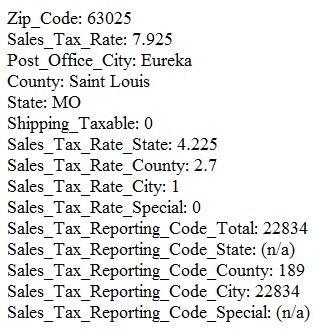 Zip_Code: 63025
Sales_Tax_Rate: 7.925
Post_Office_City: Eureka
County: Saint Louis
State: MO
Shipping_Taxable: 0
Sales_Tax_Rate_State: 4.225
Sales_Tax_Rate_County: 2.7
Sales_Tax_Rate_City: 1
Sales_Tax_Rate_Special: 0
Sales_Tax_Reporting_Code_Total: 22834
Sales_Tax_Reporting_Code_State: (n/a)
Sales_Tax_Reporting_Code_County: 189
Sales_Tax_Reporting_Code_City: 22834
Sales_Tax_Reporting_Code_Special: (n/a)